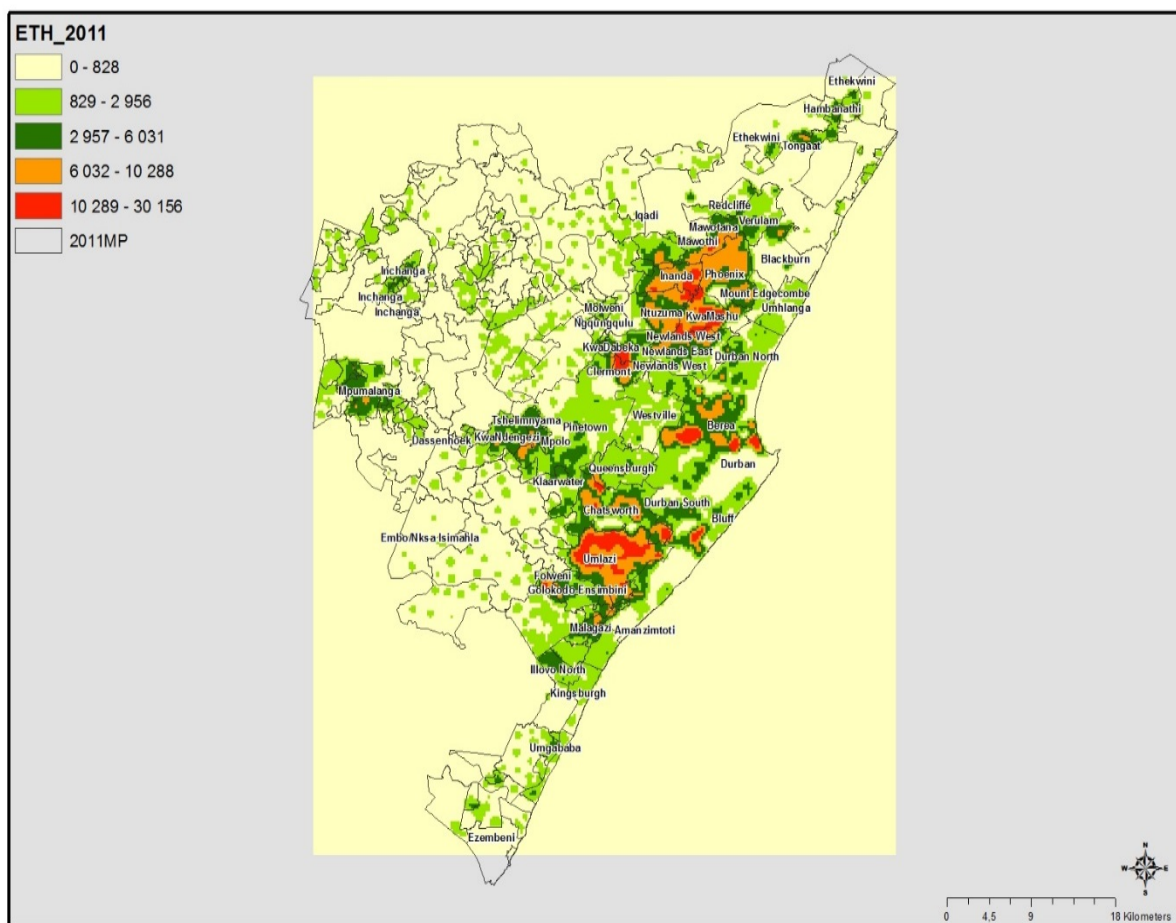 ETH_2011
0 - 828
829 - 2 956
2 957 - 6 031
6 032 - 10 288
10 289 - 30 156
2011MP
Ethekwini
Hambanathi
Ethekwini
Tongaat
Redcliffe
Iqadi
Verulam
Mawotana
Mawothi
Blackburn
Inanda
Phoenix
Inchanga
Inchanga
Inchanga
Mount Edgecombe
Umhlanga
Molweni
Ntuzuma
KwaMashu
Ngqungqulu
Newlands West
KwaDabeka
Newlands East
Durban North
Clermont
Newlands West
Mpumalanga
Westville
Tshelimnyama
Pinetown
Berea
Dassenhoek
KwaNdengezi
Mpolo
Durban
Queensburgh
Klaarwater
Durban South
Chatsworth
Bluff
Embo/Nksa Isimahla
Umlazi
Folweni
Golokodo
Ensimbini
Malagazi
Amanzimtoti
Illovo North
Kingsburgh
Umgababa
Ezembeni
N
W
E
S
0
4,5
9
18 Kilometers